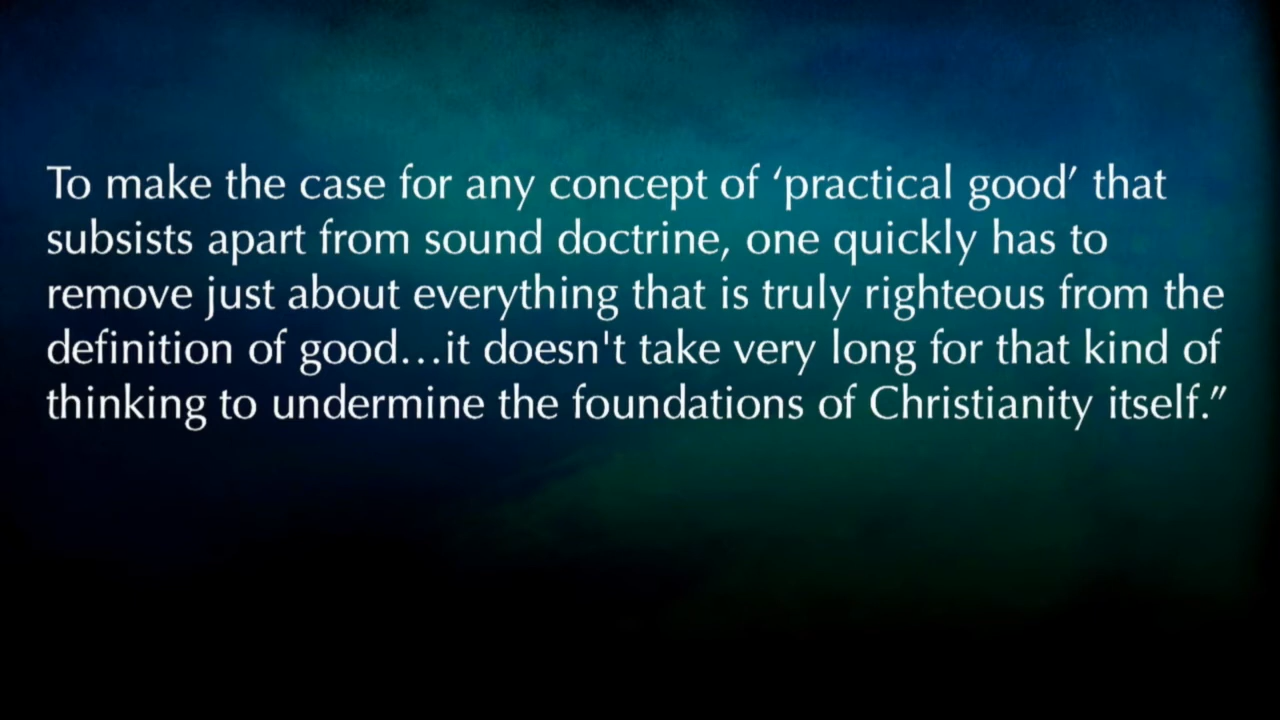 To make the case for any concept of ‘practical good’ that
subsists apart from sound doctrine, one quickly has to
remove just about everything that is truly righteous from the
definition of good…it doesn't take very long for that kind of
thinking to undermine the foundations of Christianity itself.”